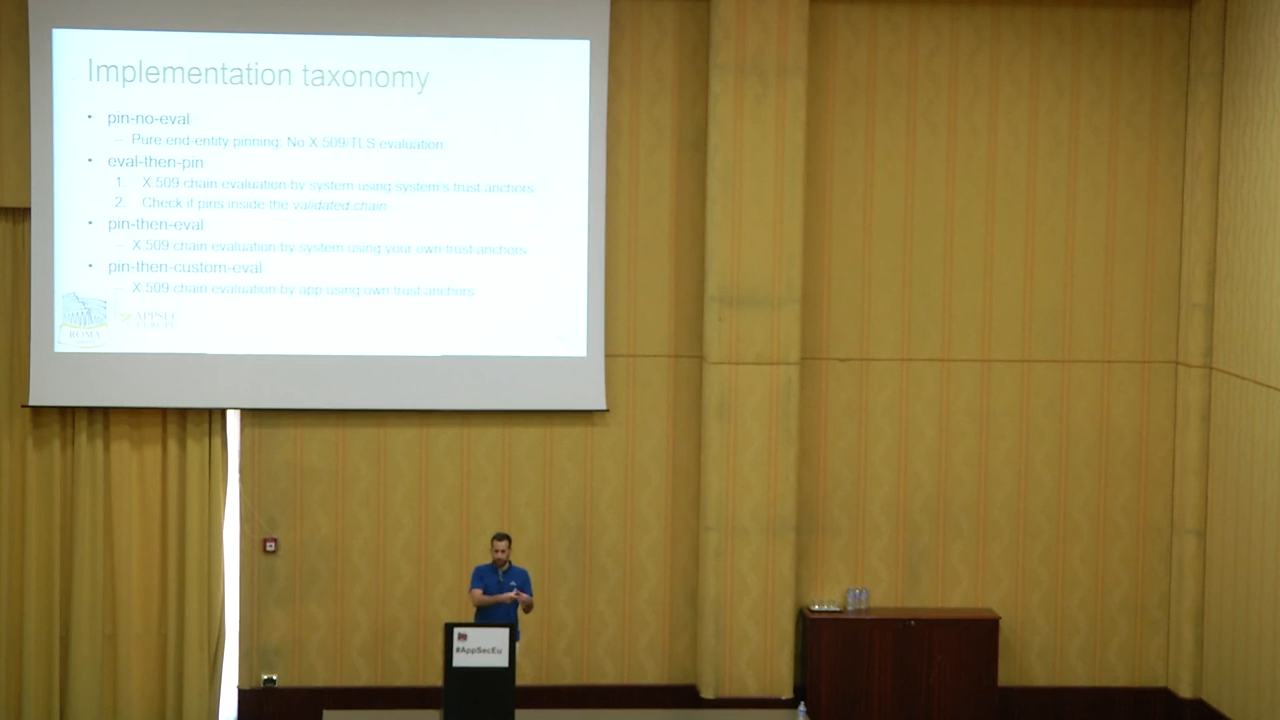 Implementation taxonomy
• pin-no-eval
– Pure end-entity pinning: No X.509/TLS evaluation
• eval-then-pin
1. X.509 chain evaluation by system using system's trust anchors
2. Check if pins inside the validated chain
• pin-then-eval
– X.509 chain evaluation by system using your own trust anchors
• pin-then-custom-eval
– X.509 chain evaluation by app using own trust anchors
ROMA
APPSEC
EUROPE
#AppSecEu